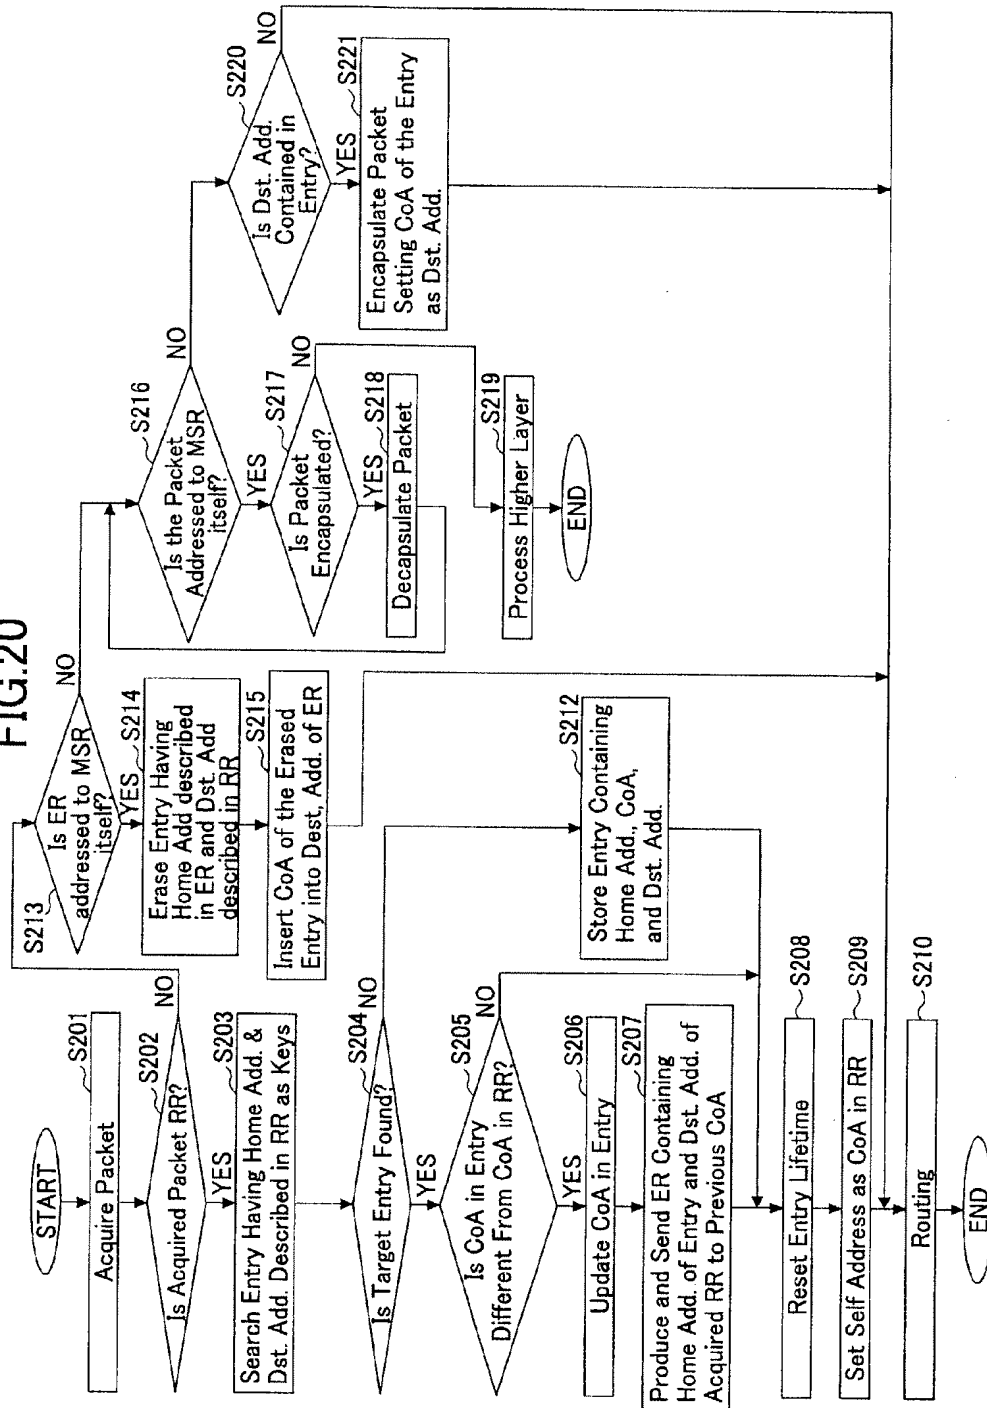 FIG.20
START
S201
Acquire Packet
S202
Is Acquired Packet RR?
NO
YES
S203
Search Entry Having Home Add. &
Dst. Add. Described in RR as Keys
S204
Is Target Entry Found?
NO
YES
S205
Is CoA in Entry
Different From CoA in RR?
NO
YES
S206
Update CoA in Entry
S207
Produce and Send ER Containing
Home Add. of Entry and Dst. Add. of
Acquired RR to Previous CoA
S208
Reset Entry Lifetime
S209
Set Self Address as CoA in RR
S210
Routing
END
S212
Store Entry Containing
Home Add., CoA,
and Dst. Add.
S213
Is ER
addressed to MSR
itself?
NO
YES
S214
Erase Entry Having
Home Add described
in ER and Dst. Add
described in RR
S215
Insert CoA of the Erased
Entry into Dest, Add. of ER
S216
Is the Packet
Addressed to MSR
itself?
NO
YES
S217
Is Packet
Encapsulated?
NO
YES
S218
Decapsulate Packet
S219
Process Higher Layer
END
S220
Is Dst. Add.
Contained in
Entry?
NO
YES
S221
Encapsulate Packet
Setting CoA of the Entry
as Dst. Add.